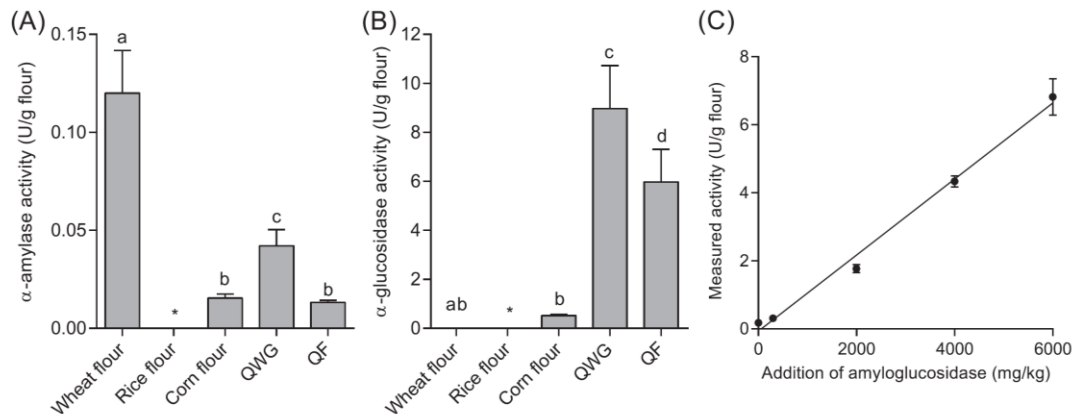 (A)
α-amylase activity (U/g flour)
0.15
0.10
0.05
0.00
a
*
b
c
b
Wheat flour
Rice flour
Corn flour
QWG
QF
(B)
α-glucosidase activity (U/g flour)
12
10
8
6
4
2
0
ab
*
b
c
d
Wheat flour
Rice flour
Corn flour
QWG
QF
(C)
Measured activity (U/g flour)
8
6
4
2
0
0 2000 4000 6000
Addition of amyloglucosidase (mg/kg)